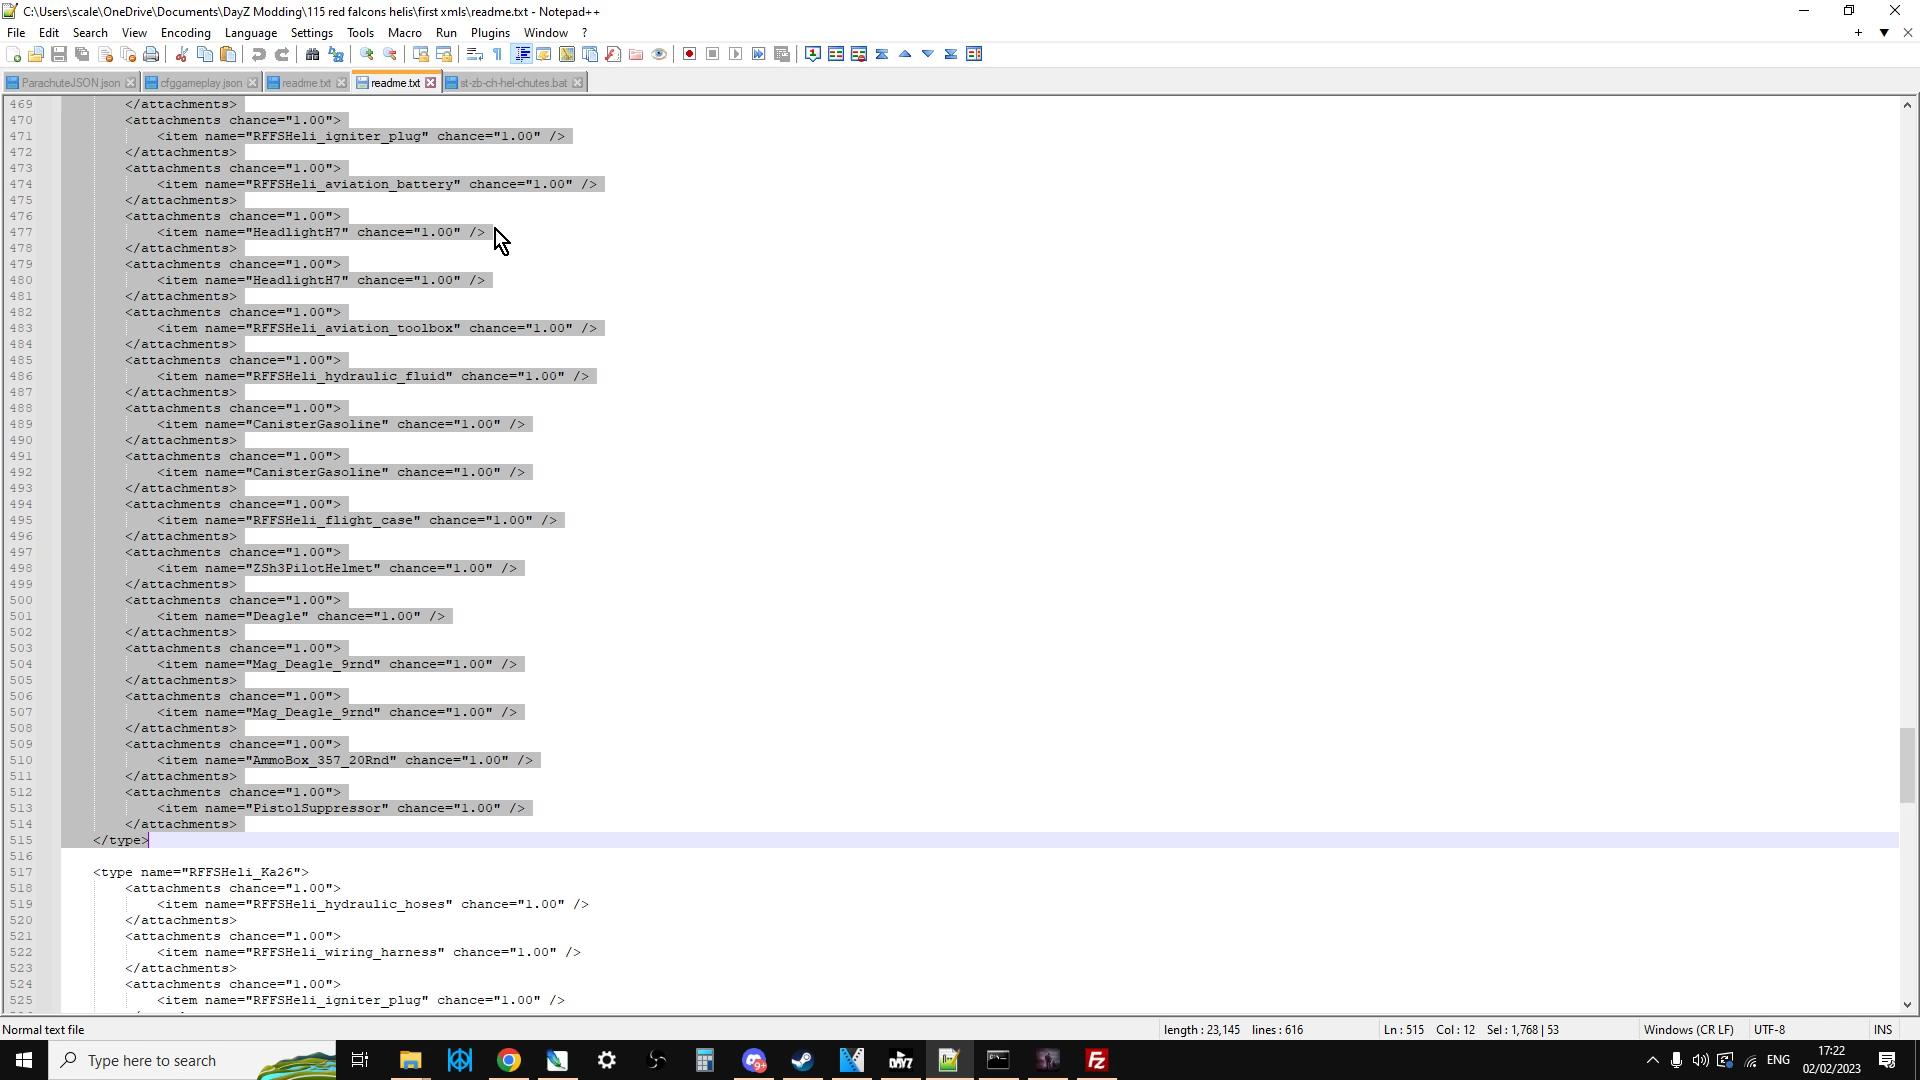 C:\Users\scale\OneDrive\Documents\DayZ Modding\115 red falcons helis\first xmls\readme.txt - Notepad++
File Edit Search View Encoding Language Settings Tools Macro Run Plugins Window ?
ParachuteJSON.json cfggameplay.json readme.txt readme.txt st-zb-ch-hel-chutes.bat
469 </attachments>
470 <attachments chance="1.00">
471 <item name="RFFSHeli_igniter_plug" chance="1.00" />
472 </attachments>
473 <attachments chance="1.00">
474 <item name="RFFSHeli_aviation_battery" chance="1.00" />
475 </attachments>
476 <attachments chance="1.00">
477 <item name="HeadlightH7" chance="1.00" />
478 </attachments>
479 <attachments chance="1.00">
480 <item name="HeadlightH7" chance="1.00" />
481 </attachments>
482 <attachments chance="1.00">
483 <item name="RFFSHeli_aviation_toolbox" chance="1.00" />
484 </attachments>
485 <attachments chance="1.00">
486 <item name="RFFSHeli_hydraulic_fluid" chance="1.00" />
487 </attachments>
488 <attachments chance="1.00">
489 <item name="CanisterGasoline" chance="1.00" />
490 </attachments>
491 <attachments chance="1.00">
492 <item name="CanisterGasoline" chance="1.00" />
493 </attachments>
494 <attachments chance="1.00">
495 <item name="RFFSHeli_flight_case" chance="1.00" />
496 </attachments>
497 <attachments chance="1.00">
498 <item name="ZSh3PilotHelmet" chance="1.00" />
499 </attachments>
500 <attachments chance="1.00">
501 <item name="Deagle" chance="1.00" />
502 </attachments>
503 <attachments chance="1.00">
504 <item name="Mag_Deagle_9rnd" chance="1.00" />
505 </attachments>
506 <attachments chance="1.00">
507 <item name="Mag_Deagle_9rnd" chance="1.00" />
508 </attachments>
509 <attachments chance="1.00">
510 <item name="AmmoBox_357_20Rnd" chance="1.00" />
511 </attachments>
512 <attachments chance="1.00">
513 <item name="PistolSuppressor" chance="1.00" />
514 </attachments>
515 </type>
516
517 <type name="RFFSHeli_Ka26">
518 <attachments chance="1.00">
519 <item name="RFFSHeli_hydraulic_hoses" chance="1.00" />
520 </attachments>
521 <attachments chance="1.00">
522 <item name="RFFSHeli_wiring_harness" chance="1.00" />
523 </attachments>
524 <attachments chance="1.00">
525 <item name="RFFSHeli_igniter_plug" chance="1.00" />
Normal text file length : 23,145 lines : 616 Ln : 515 Col : 12 Sel : 1,768 | 53 Windows (CR LF) UTF-8 INS
Type here to search ENG 17:22
02/02/2023